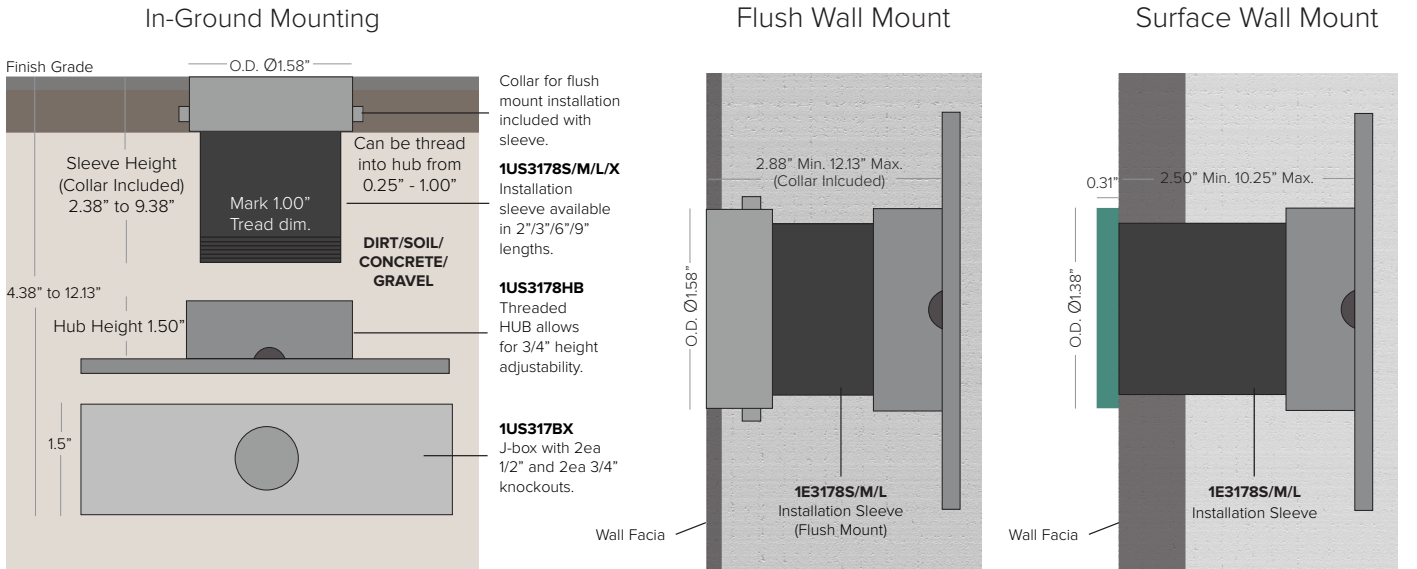 In-Ground Mounting
Finish Grade
O.D. Ø1.58”
Collar for flush
mount installation
included with
sleeve.
Sleeve Height
(Collar Included)
2.38” to 9.38”
Can be thread
into hub from
0.25” - 1.00”
Mark 1.00”
Tread dim.
1US3178S/M/L/X
Installation
sleeve available
in 2”/3”/6”/9”
lengths.
DIRT/SOIL/
CONCRETE/
GRAVEL
4.38” to 12.13”
Hub Height 1.50”
1US3178HB
Threaded
HUB allows
for 3/4” height
adjustability.
1.5”
1US317BX
J-box with 2ea
1/2” and 2ea 3/4”
knockouts.
Flush Wall Mount
2.88” Min. 12.13” Max.
(Collar Inlcuded)
O.D. Ø1.58”
1E3178S/M/L
Installation Sleeve
(Flush Mount)
Wall Facia
Surface Wall Mount
0.31”
2.50” Min. 10.25” Max.
O.D. Ø1.38”
1E3178S/M/L
Installation Sleeve
Wall Facia